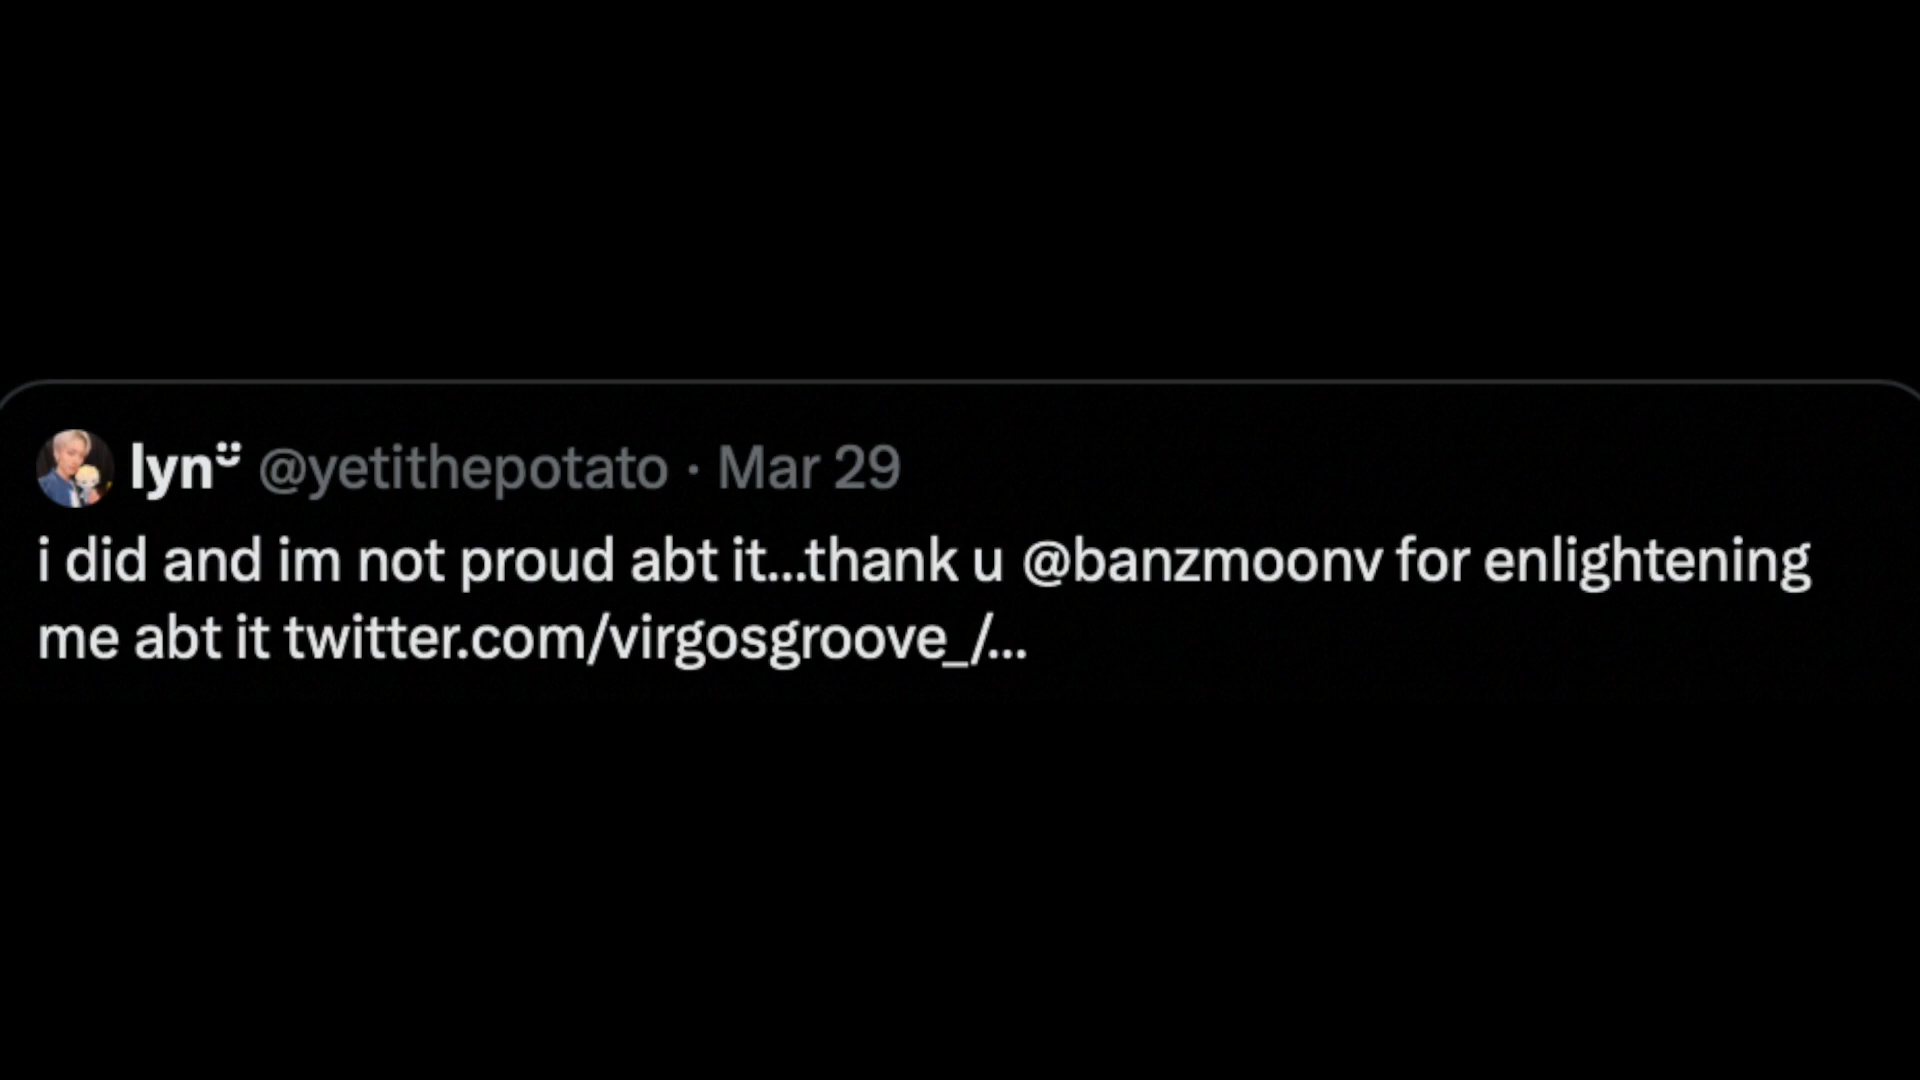 lynّ @yetithepotato · Mar 29
i did and im not proud abt it...thank u @banzmoonv for enlightening
me abt it twitter.com/virgosgroove_/...